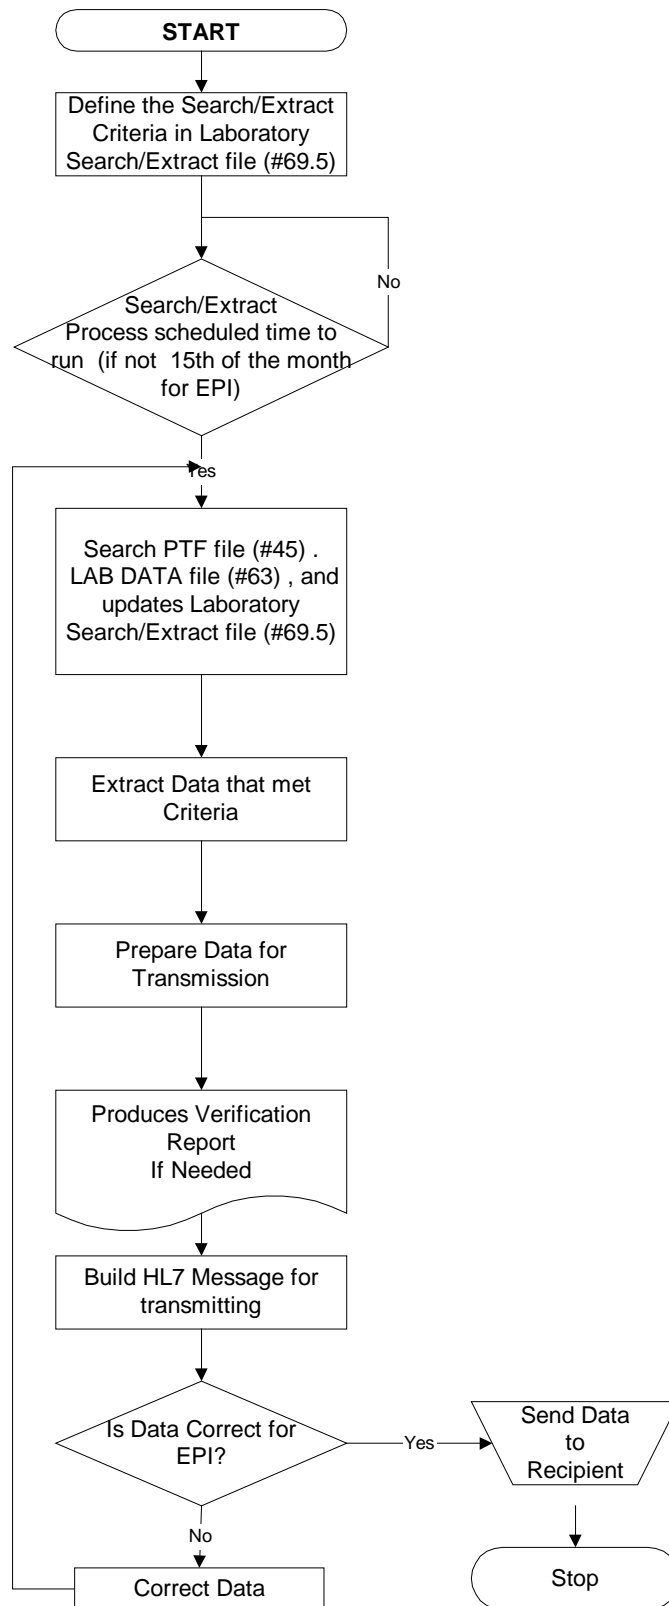 START
Define the Search/Extract
Criteria in Laboratory
Search/Extract file (#69.5)
No
Search/Extract
Process scheduled time to
run (if not 15th of the month
for EPI)
Yes
Search PTF file (#45) .
LAB DATA file (#63) , and
updates Laboratory
Search/Extract file (#69.5)
Extract Data that met
Criteria
Prepare Data for
Transmission
Produces Verification
Report
If Needed
Build HL7 Message for
transmitting
Is Data Correct for
EPI?
Yes
Send Data
to
Recipient
No
Correct Data
Stop